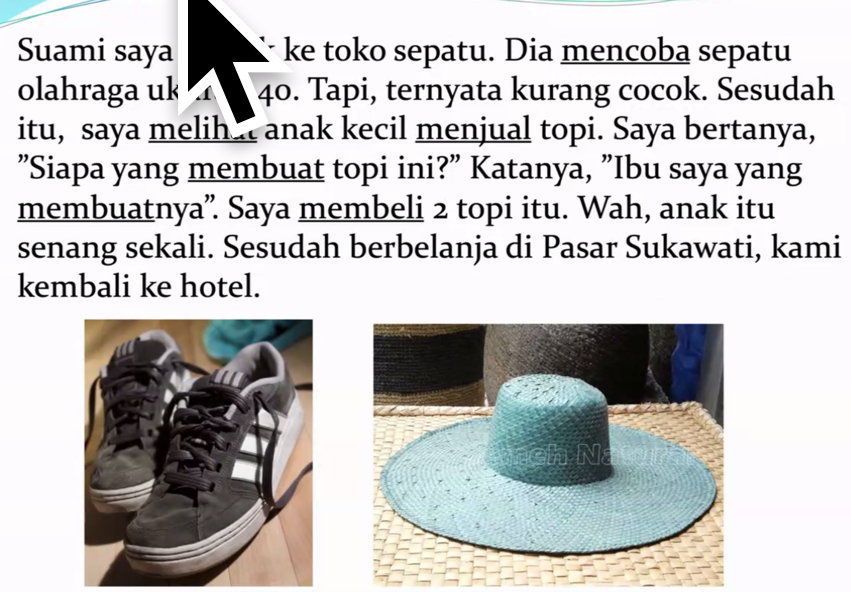 Suami saya ke toko sepatu. Dia mencoba sepatu
olahraga 40. Tapi, ternyata kurang cocok. Sesudah
itu, saya melihat anak kecil menjual topi. Saya bertanya,
”Siapa yang membuat topi ini?” Katanya, ”Ibu saya yang
membuatnya”. Saya membeli 2 topi itu. Wah, anak itu
senang sekali. Sesudah berbelanja di Pasar Sukawati, kami
kembali ke hotel.